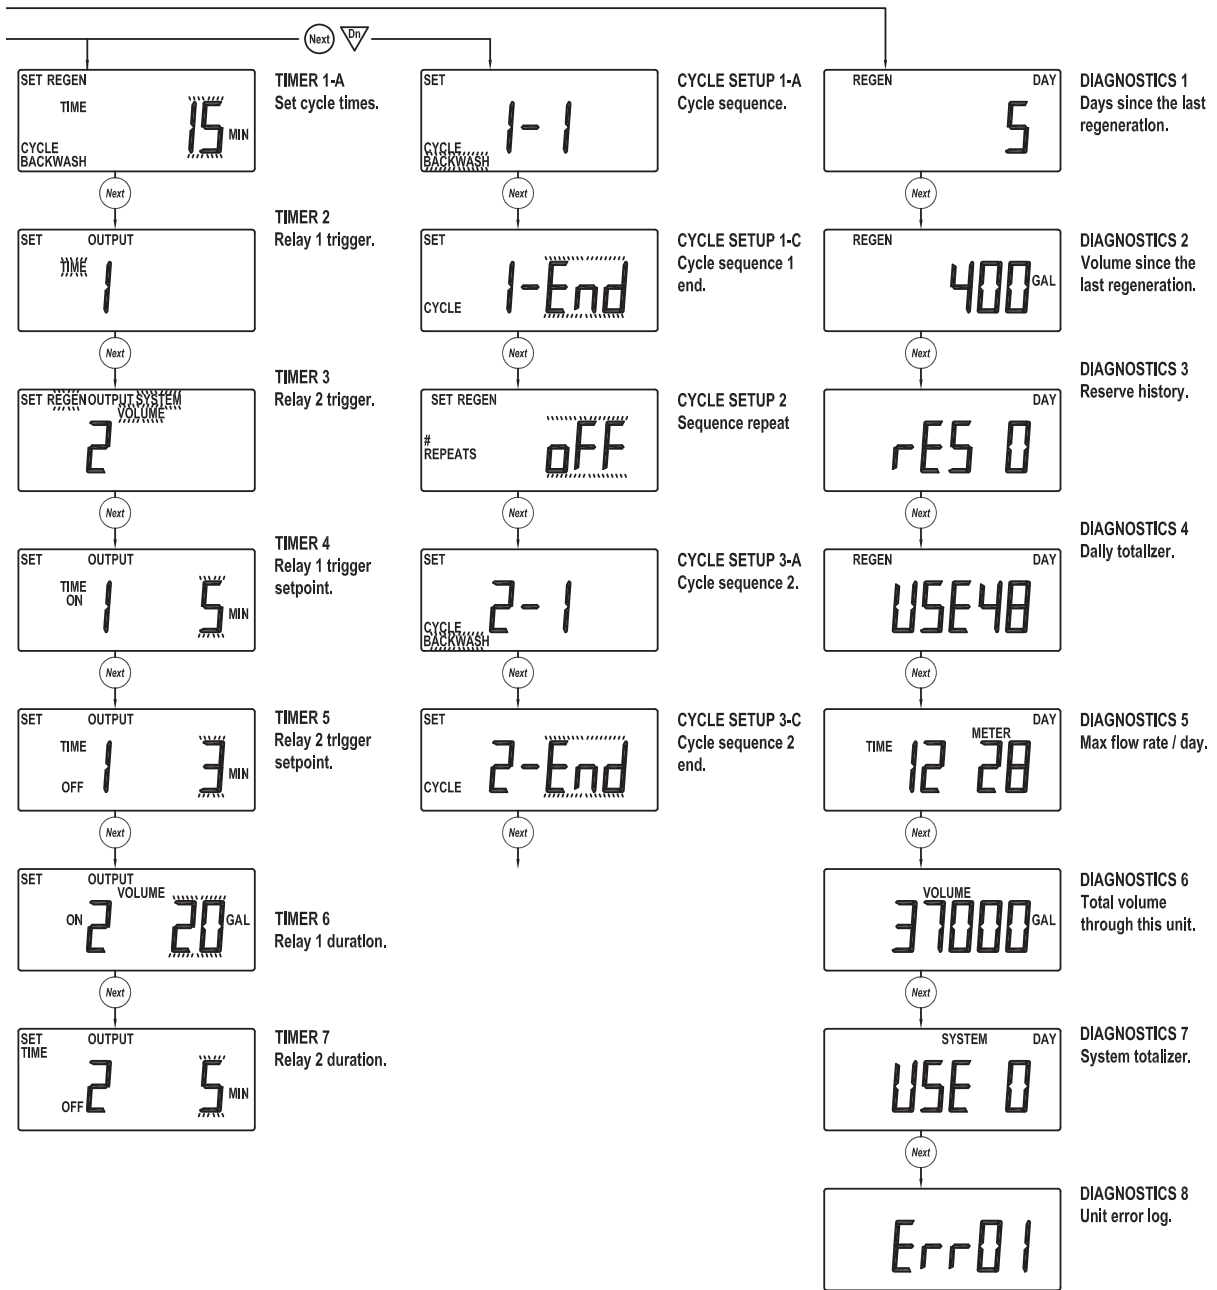 Next Dn
SET REGEN
TIME
15 MIN
CYCLE
BACKWASH
TIMER 1-A
Set cycle times.
Next
SET OUTPUT
TIME
1
TIMER 2
Relay 1 trigger.
Next
SET REGEN OUTPUT SYSTEM
VOLUME
2
TIMER 3
Relay 2 trigger.
Next
SET OUTPUT
TIME
ON
1 5 MIN
TIMER 4
Relay 1 trigger
setpoint.
Next
SET OUTPUT
TIME
OFF
1 3 MIN
TIMER 5
Relay 2 trigger
setpoint.
Next
SET OUTPUT
VOLUME
ON 2 20 GAL
TIMER 6
Relay 1 duration.
Next
SET OUTPUT
TIME
OFF 2 5 MIN
TIMER 7
Relay 2 duration.
SET
1-1
CYCLE
BACKWASH
CYCLE SETUP 1-A
Cycle sequence.
Next
SET
1-End
CYCLE
CYCLE SETUP 1-C
Cycle sequence 1
end.
Next
SET REGEN
#
REPEATS
oFF
CYCLE SETUP 2
Sequence repeat
Next
SET
2-1
CYCLE
BACKWASH
CYCLE SETUP 3-A
Cycle sequence 2.
Next
SET
2-End
CYCLE
CYCLE SETUP 3-C
Cycle sequence 2
end.
Next
REGEN DAY
5
DIAGNOSTICS 1
Days since the last
regeneration.
Next
REGEN
400 GAL
DIAGNOSTICS 2
Volume since the
last regeneration.
Next
DAY
rES 0
DIAGNOSTICS 3
Reserve history.
Next
REGEN DAY
USE48
DIAGNOSTICS 4
Daily totalizer.
Next
DAY
METER
TIME 12 28
DIAGNOSTICS 5
Max flow rate / day.
Next
VOLUME
37000 GAL
DIAGNOSTICS 6
Total volume
through this unit.
Next
SYSTEM DAY
USE 0
DIAGNOSTICS 7
System totalizer.
Next
Err01
DIAGNOSTICS 8
Unit error log.